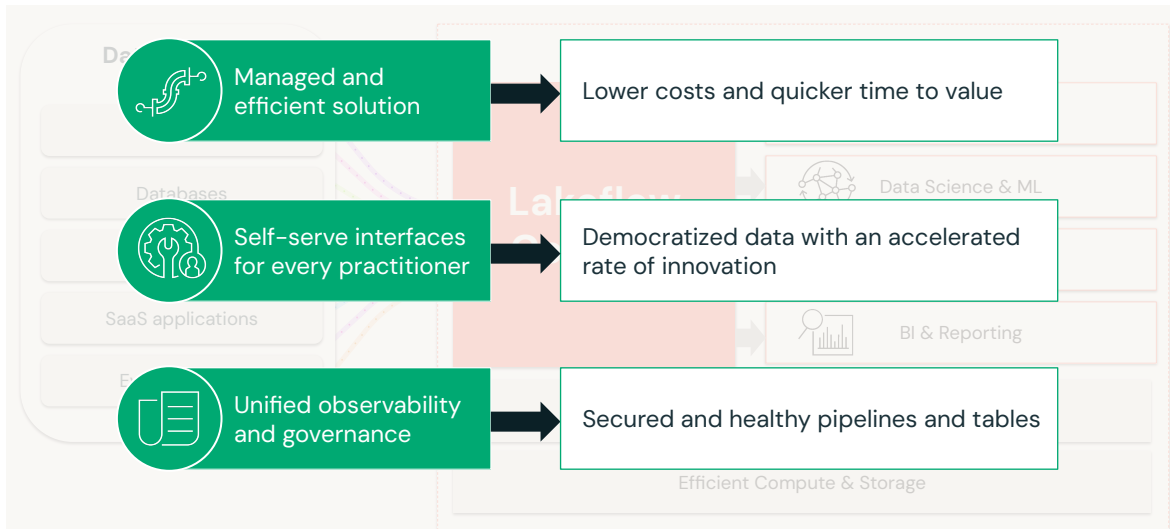 Managed and
efficient solution
Lower costs and quicker time to value
Databases
Data Science & ML
Self-serve interfaces
for every practitioner
Democratized data with an accelerated
rate of innovation
SaaS applications
BI & Reporting
Unified observability
and governance
Secured and healthy pipelines and tables
Efficient Compute & Storage